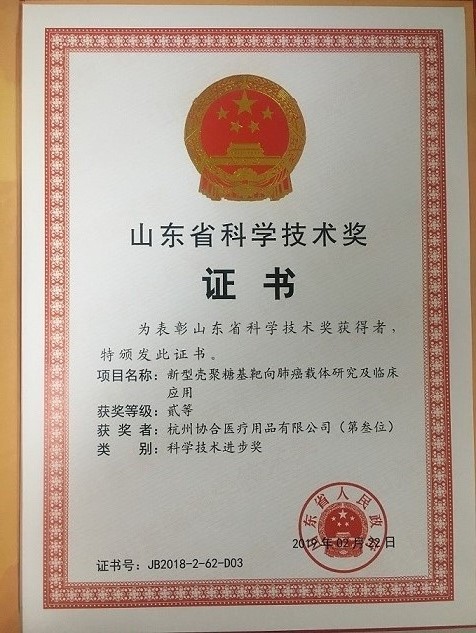 山东省科学技术奖
证书
为表彰山东省科学技术奖获得者，
特颁发此证书。
项目名称：新型壳聚糖基靶向肺癌载体研究及临床
应用
获奖等级：贰等
获奖者：杭州协合医疗用品有限公司（第叁位）
类别：科学技术进步奖
山东省人民政府
2019年02月22日
证书号：JB2018-2-62-D03